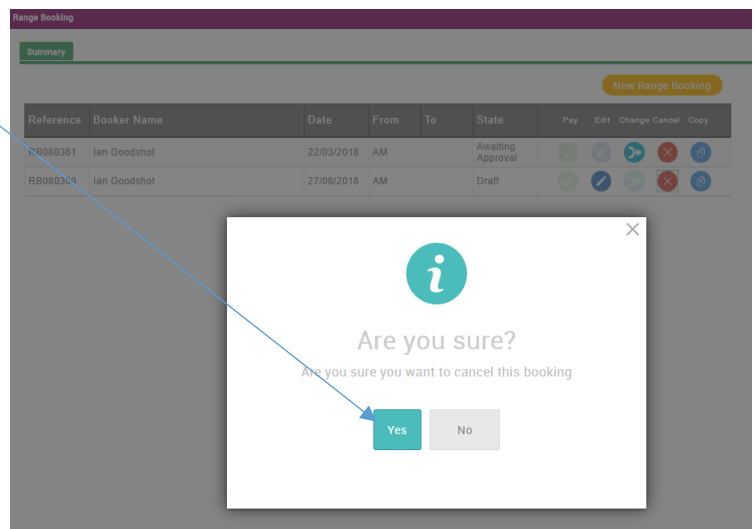 Range Booking
Summary
New Range Booking
Reference Booker Name Date From To State Pay Edit Change Cancel Copy
RB080361 Ian Goodshot 22/03/2018 AM Awaiting Approval
RB080360 Ian Goodshot 27/08/2018 AM Draft
Are you sure?
Are you sure you want to cancel this booking
Yes No